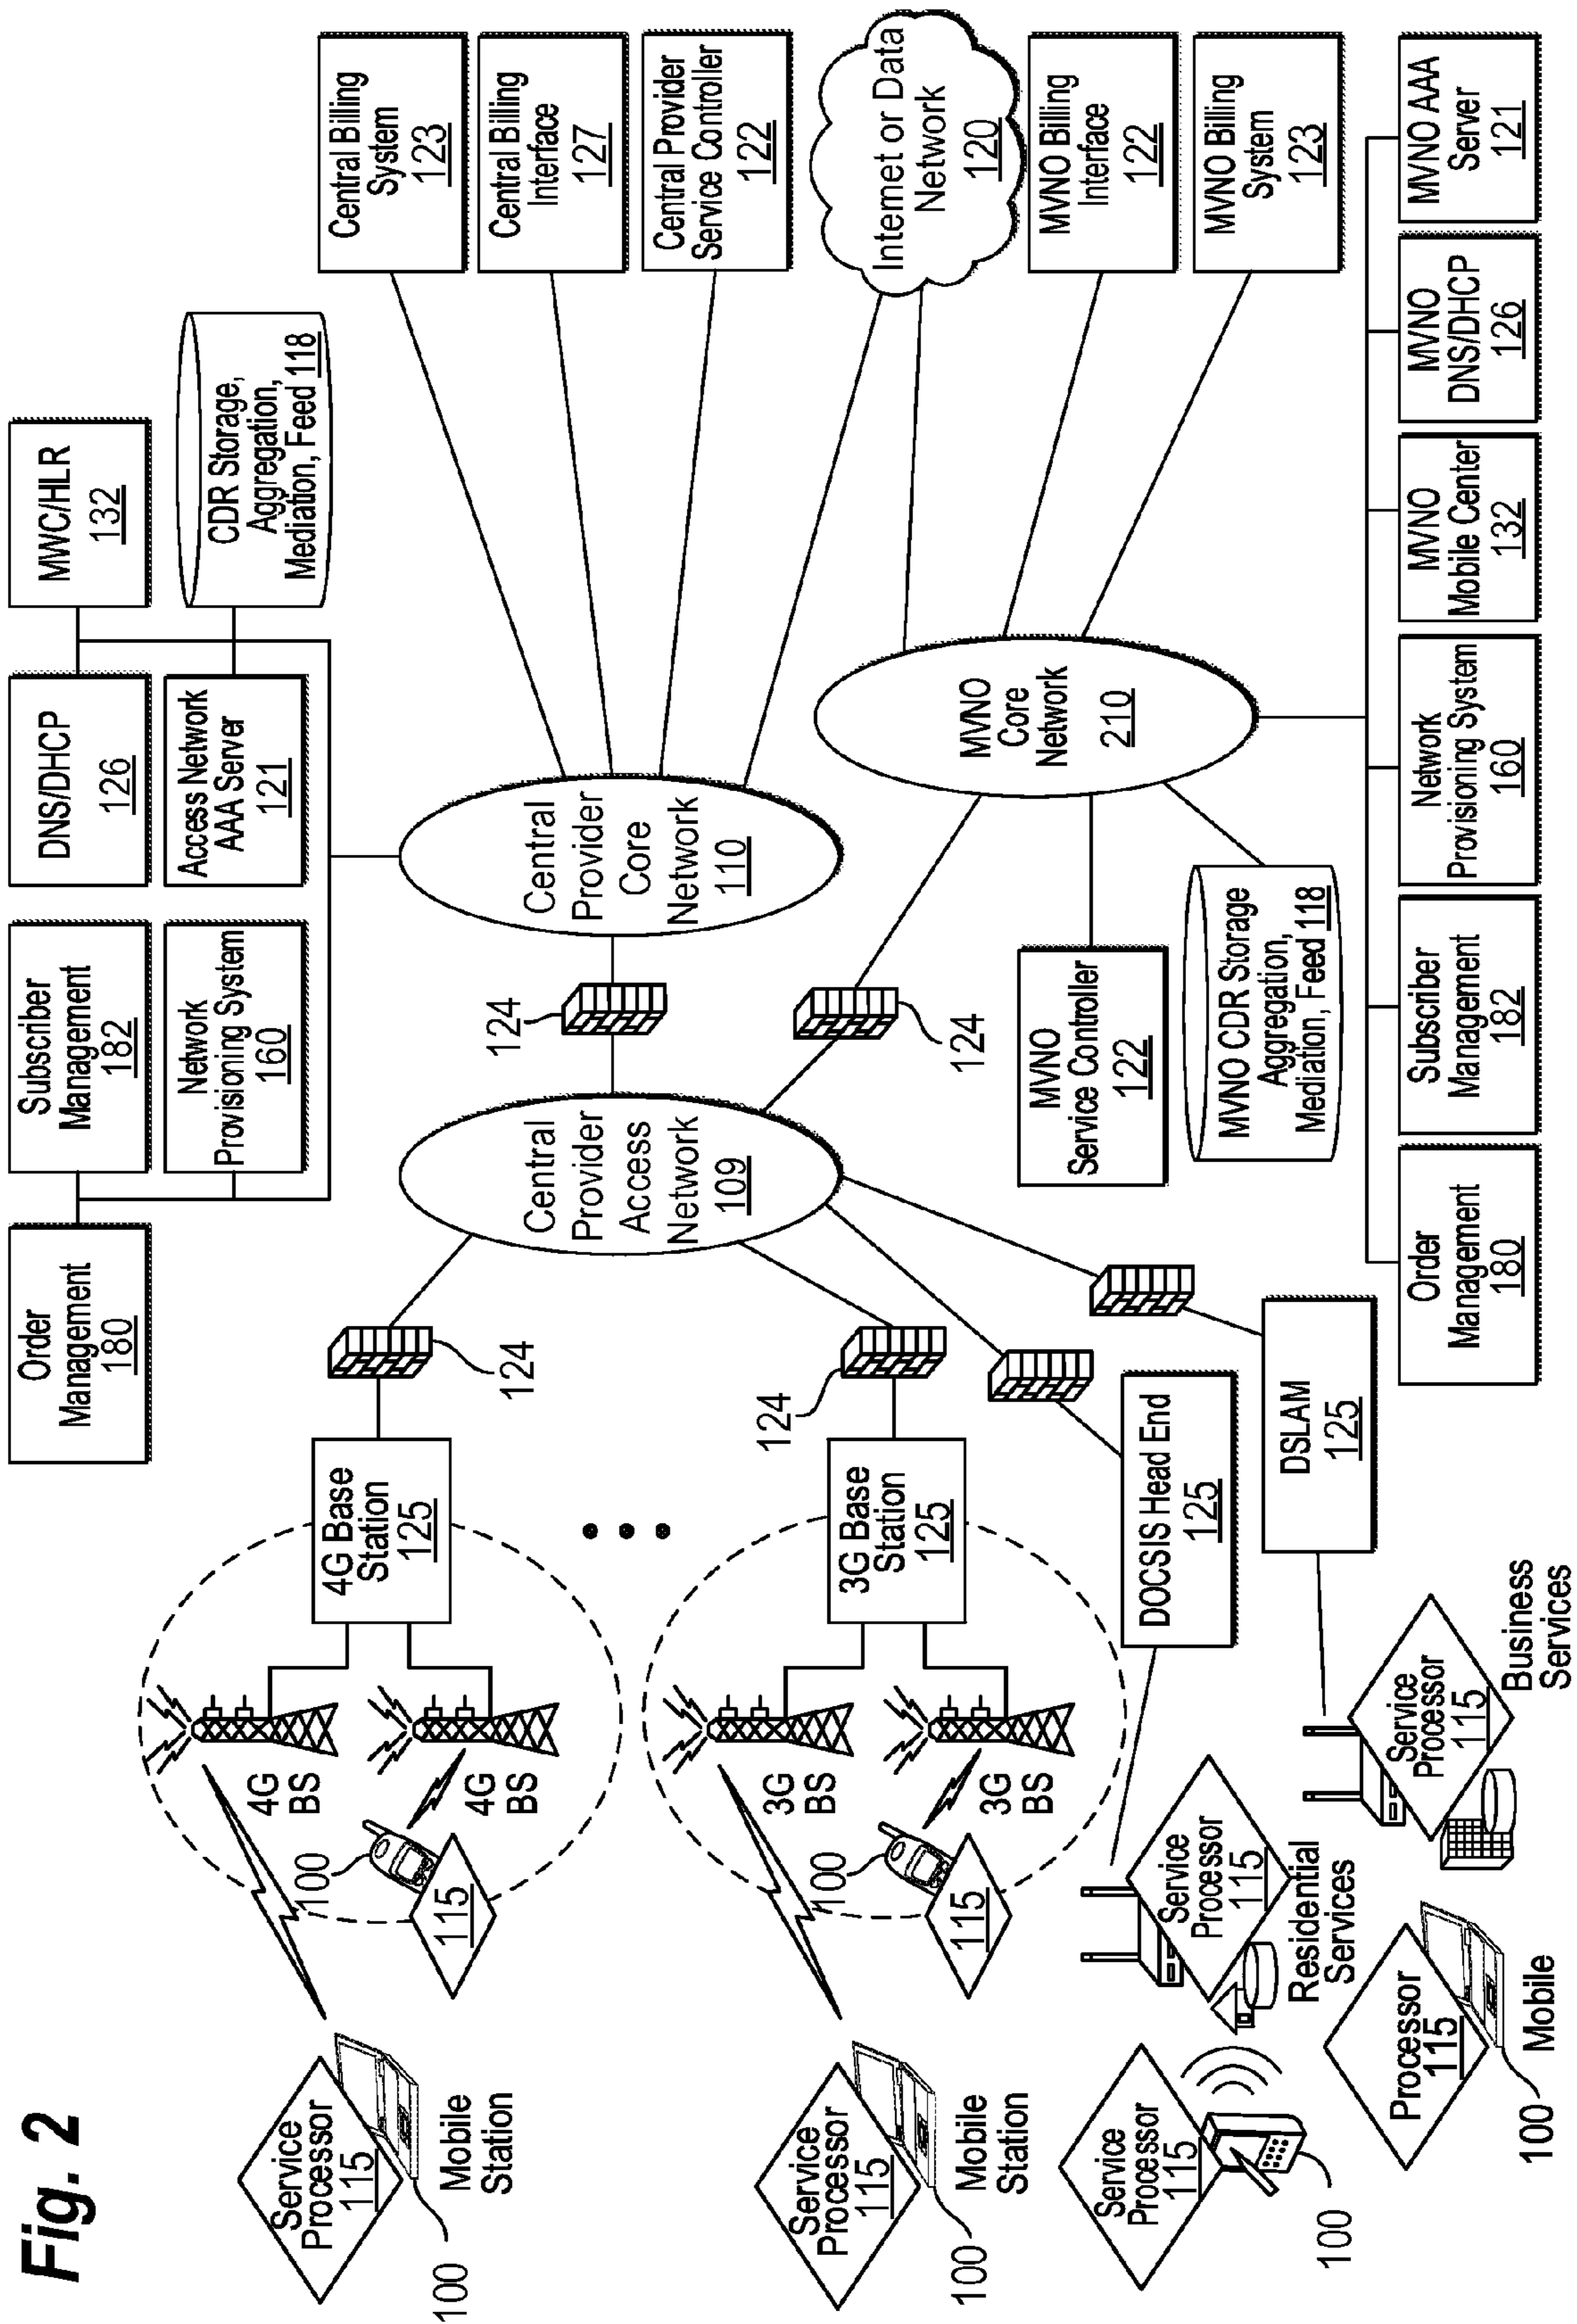 Fig. 2
Order
Management
180
Subscriber
Management
182
Network
Provisioning System
160
DNS/DHCP
126
Access Network
AAA Server
121
MWC/HLR
132
CDR Storage,
Aggregation,
Mediation, Feed 118
Central Billing
System
123
Central Billing
Interface
127
Central Provider
Service Controller
122
Internet or Data
Network
120
MVNO Billing
Interface
122
MVNO Billing
System
123
Central
Provider
Core
Network
110
124
Central
Provider
Access
Network
109
MVNO
Core
Network
210
124
MVNO
Service Controller
122
MVNO CDR Storage
Aggregation,
Mediation, Feed 118
124
4G Base
Station
125
4G
BS
4G
BS
100
115
Service
Processor
115
100
Mobile
Station
124
3G Base
Station
125
3G
BS
3G
BS
100
115
Service
Processor
115
100
Mobile
Station
DOCSIS Head End
125
DSLAM
125
Service
Processor
115
Residential
Services
Service
Processor
115
Business
Services
Service
Processor
115
100
Processor
115
100
Mobile
Order
Management
180
Subscriber
Management
182
Network
Provisioning System
160
MVNO
Mobile Center
132
MVNO
DNS/DHCP
126
MVNO AAA
Server
121